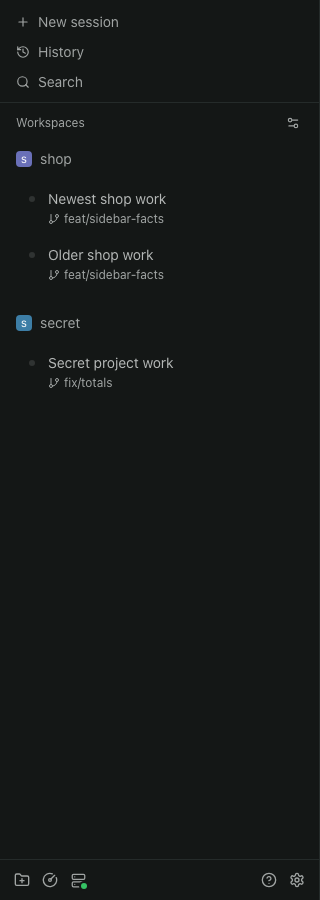 New session
History
Search
Workspaces
S shop
Newest shop work
feat/sidebar-facts
Older shop work
feat/sidebar-facts
S secret
Secret project work
fix/totals